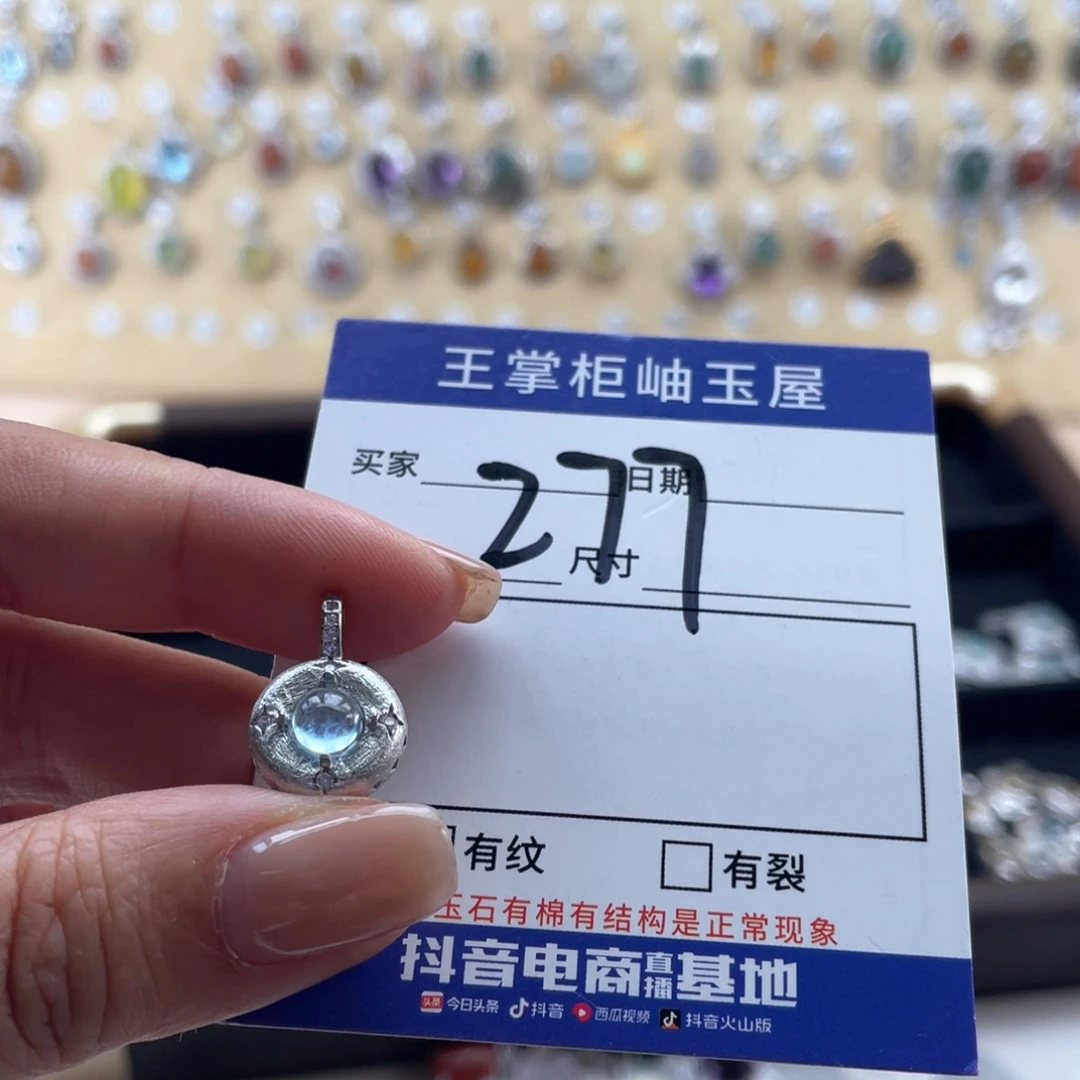 王掌柜岫玉屋
买家 日期
277
尺寸
有纹 有裂
玉石有棉有结构是正常现象
抖音电商直播基地
头条 今日头条 抖音 西瓜视频 抖音火山版